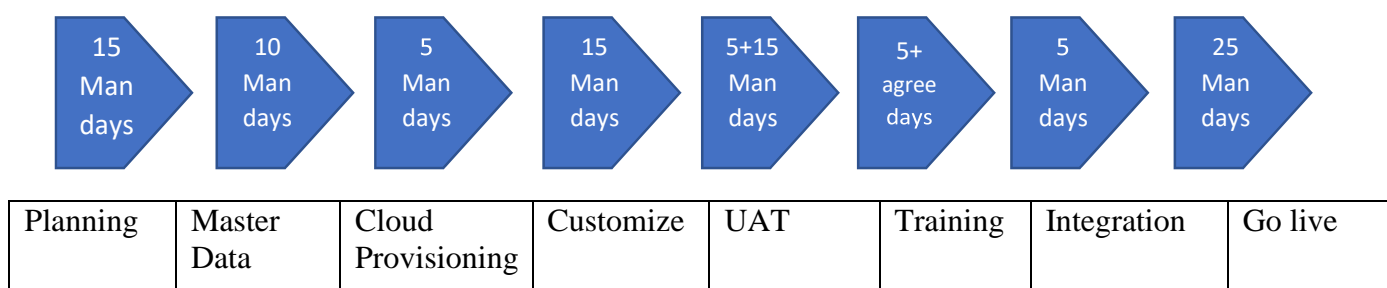 15
Man
days
10
Man
days
5
Man
days
15
Man
days
5+15
Man
days
5+
agree
days
5
Man
days
25
Man
days
Planning
Master
Data
Cloud
Provisioning
Customize
UAT
Training
Integration
Go live